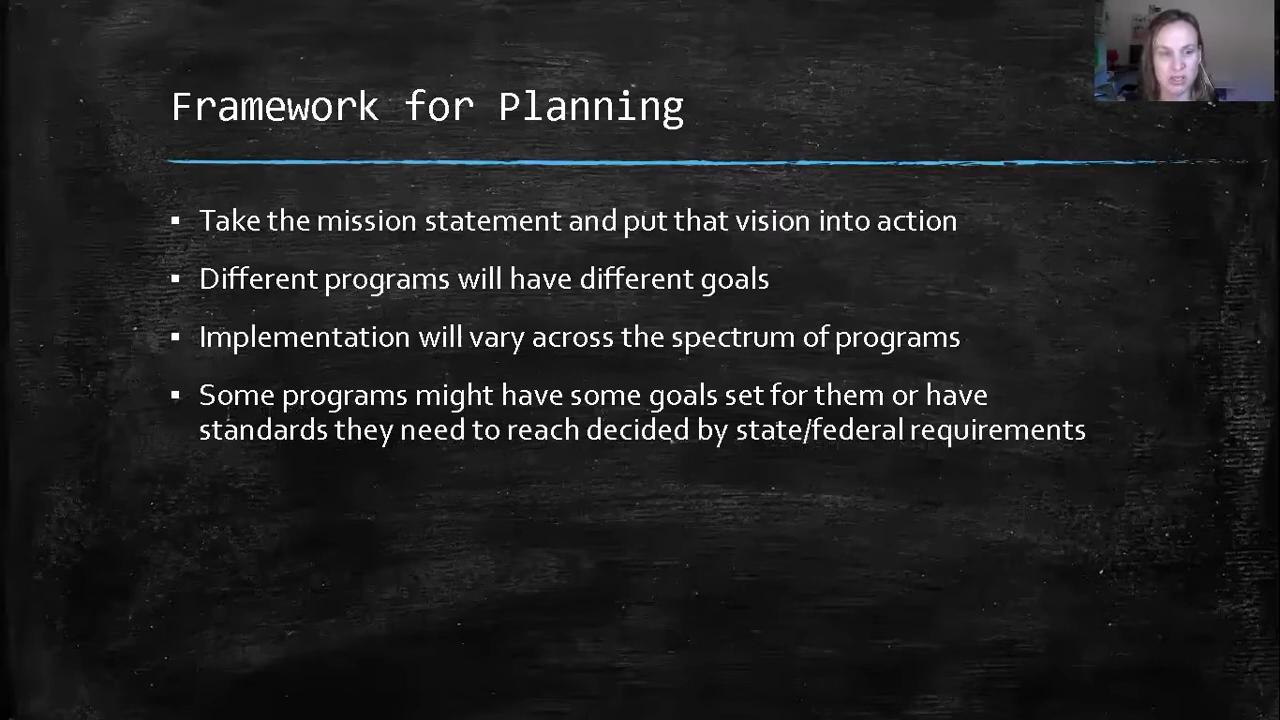 Framework for Planning
▪ Take the mission statement and put that vision into action
▪ Different programs will have different goals
▪ Implementation will vary across the spectrum of programs
▪ Some programs might have some goals set for them or have
standards they need to reach decided by state/federal requirements